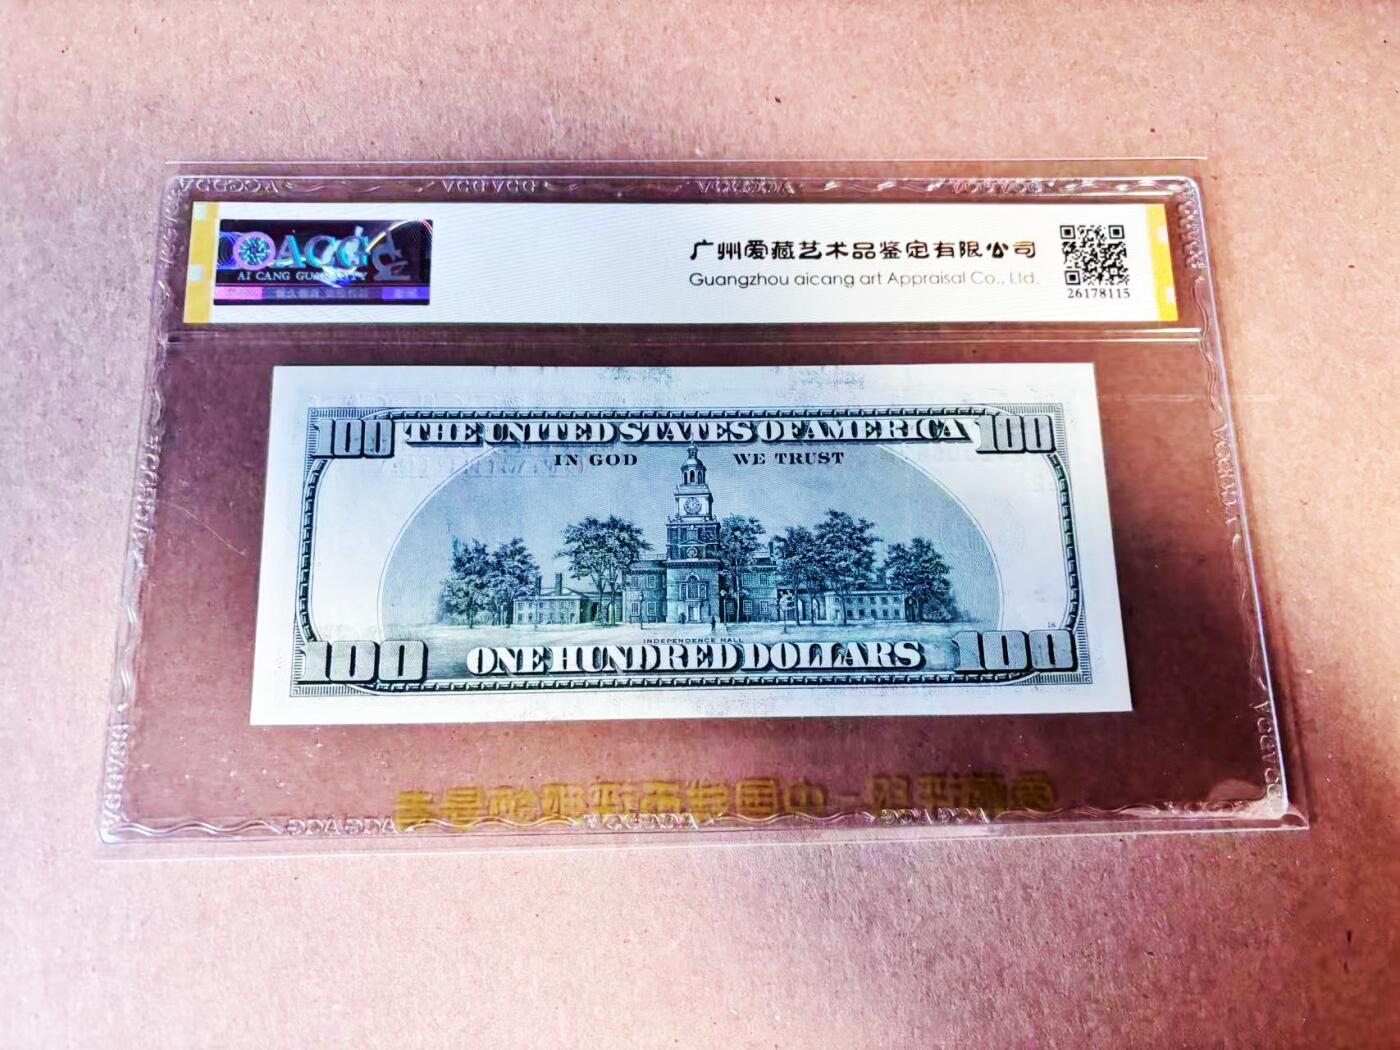 ACGG
AI CANG GUARANTY
广州爱藏艺术品鉴定有限公司
Guangzhou aicang art Appraisal Co., Ltd.
26178115
100 THE UNITED STATES OF AMERICA 100
IN GOD WE TRUST
INDEPENDENCE HALL
100 ONE HUNDRED DOLLARS 100